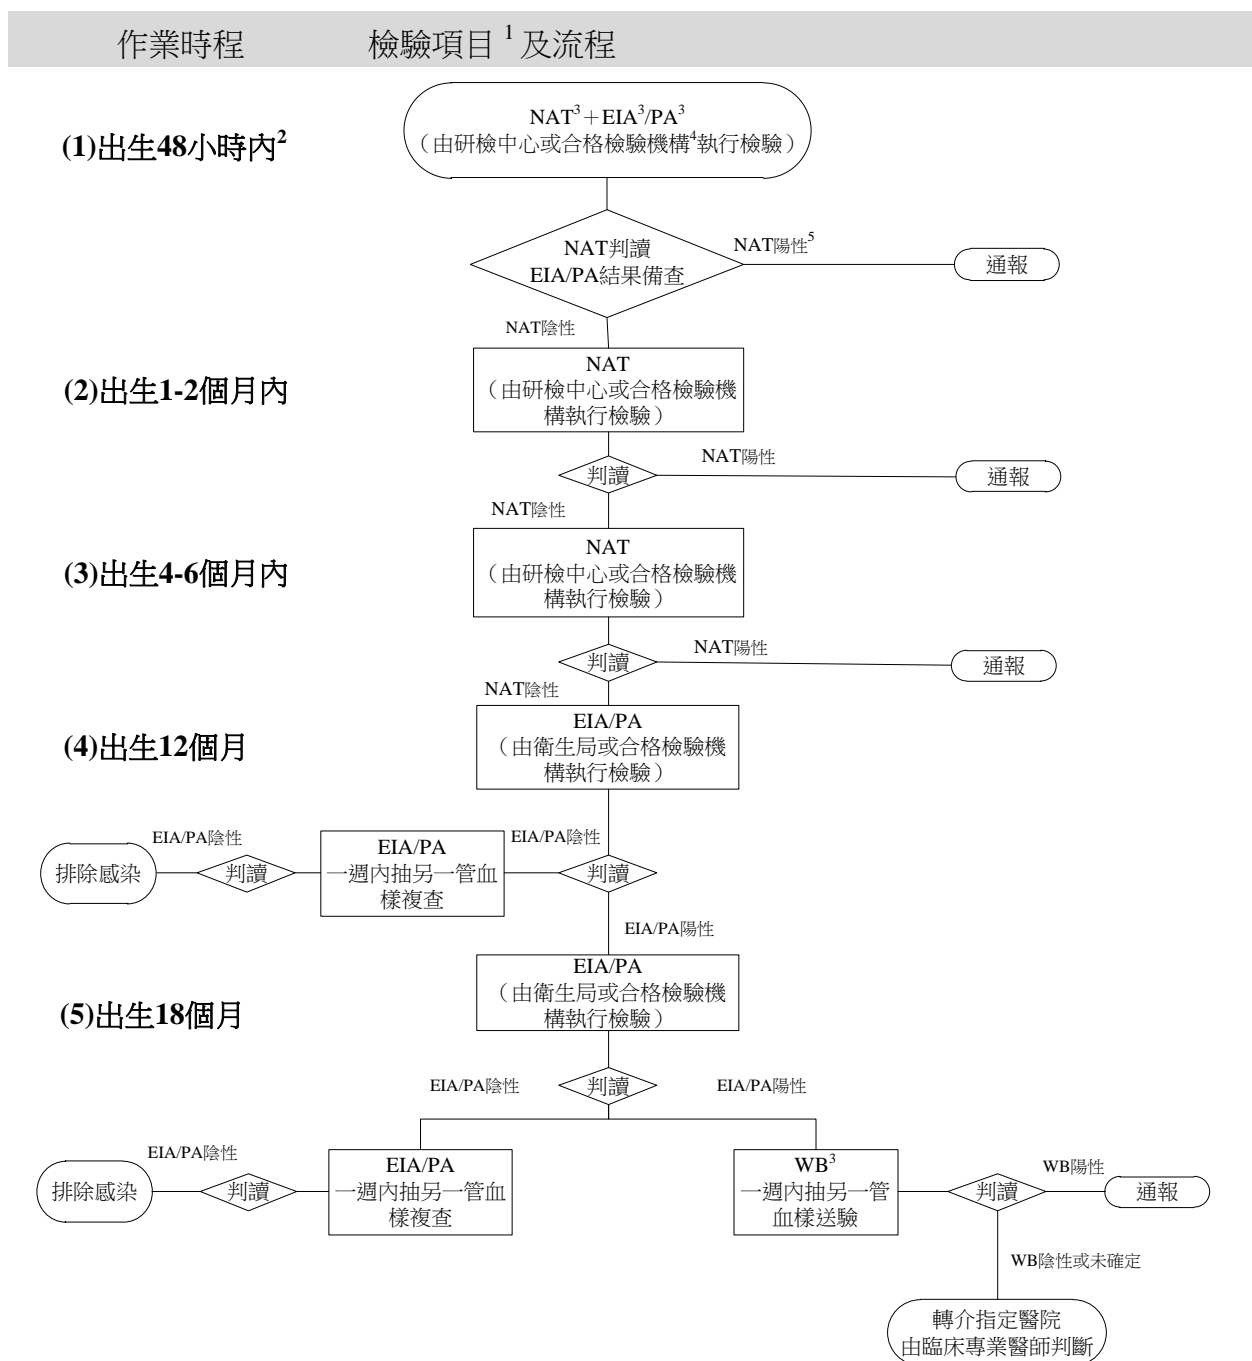 作業時程 檢驗項目 1 及流程
(1)出生48小時內2
NAT3＋EIA3/PA3
（由研檢中心或合格檢驗機構4執行檢驗）
NAT判讀
EIA/PA結果備查
NAT陽性5
通報
NAT陰性
(2)出生1-2個月內
NAT
（由研檢中心或合格檢驗機
構執行檢驗）
判讀
NAT陽性
通報
NAT陰性
(3)出生4-6個月內
NAT
（由研檢中心或合格檢驗機
構執行檢驗）
判讀
NAT陽性
通報
NAT陰性
(4)出生12個月
EIA/PA
（由衛生局或合格檢驗機
構執行檢驗）
排除感染
EIA/PA陰性
判讀
EIA/PA
一週內抽另一管血
樣複查
EIA/PA陰性
判讀
EIA/PA陽性
(5)出生18個月
EIA/PA
（由衛生局或合格檢驗機
構執行檢驗）
EIA/PA陰性
判讀
EIA/PA陽性
排除感染
EIA/PA陰性
判讀
EIA/PA
一週內抽另一管血
樣複查
WB3
一週內抽另一管
血樣送驗
判讀
WB陽性
通報
WB陰性或未確定
轉介指定醫院
由臨床專業醫師判斷